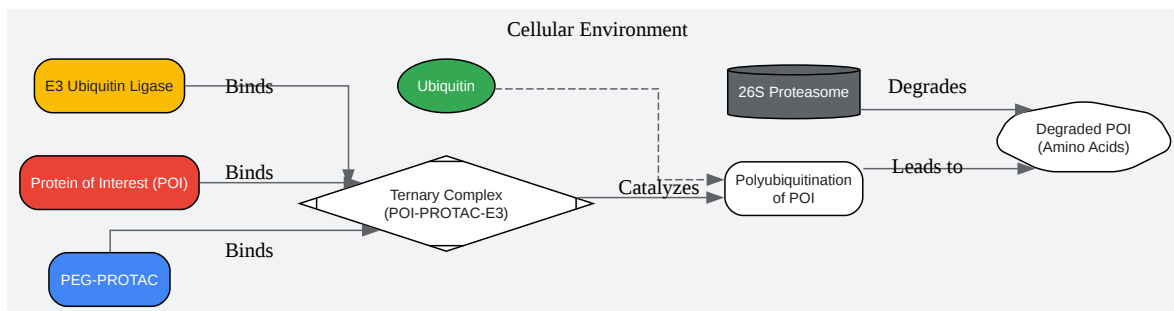 Cellular Environment
E3 Ubiquitin Ligase
Binds
Ubiquitin
26S Proteasome
Degrades
Degraded POI
(Amino Acids)
Protein of Interest (POI)
Binds
Ternary Complex
(POI-PROTAC-E3)
Catalyzes
Polyubiquitination
of POI
Leads to
Binds
PEG-PROTAC